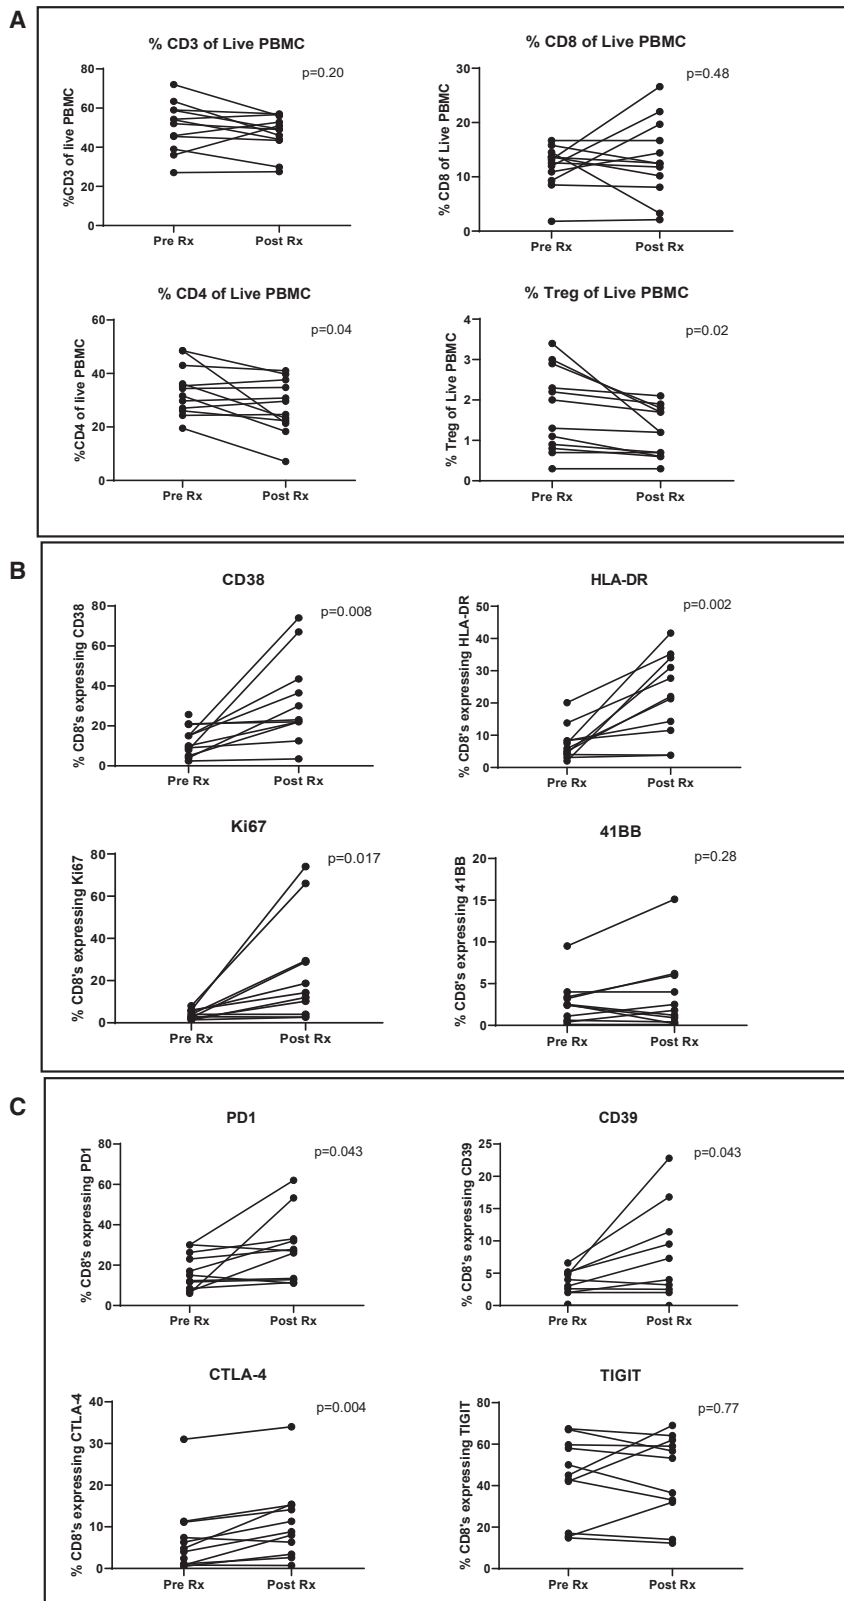 A
% CD3 of Live PBMC
p=0.20
%CD3 of live PBMC
80
60
40
20
0
Pre Rx
Post Rx
% CD8 of Live PBMC
p=0.48
% CD8 of Live PBMC
30
20
10
0
Pre Rx
Post Rx
% CD4 of Live PBMC
p=0.04
%CD4 of live PBMC
60
40
20
0
Pre Rx
Post Rx
% Treg of Live PBMC
p=0.02
% Treg of Live PBMC
4
3
2
1
0
Pre Rx
Post Rx
B
CD38
p=0.008
% CD8's expressing CD38
80
60
40
20
0
Pre Rx
Post Rx
HLA-DR
p=0.002
% CD8's expressing HLA-DR
50
40
30
20
10
0
Pre Rx
Post Rx
Ki67
p=0.017
% CD8's expressing Ki67
80
60
40
20
0
Pre Rx
Post Rx
41BB
p=0.28
% CD8's expressing 41BB
20
15
10
5
0
Pre Rx
Post Rx
C
PD1
p=0.043
% CD8's expressing PD1
80
60
40
20
0
Pre Rx
Post Rx
CD39
p=0.043
% CD8's expressing CD39
25
20
15
10
5
0
Pre Rx
Post Rx
CTLA-4
p=0.004
% CD8's expressing CTLA-4
40
30
20
10
0
Pre Rx
Post Rx
TIGIT
p=0.77
% CD8's expressing TIGIT
80
60
40
20
0
Pre Rx
Post Rx